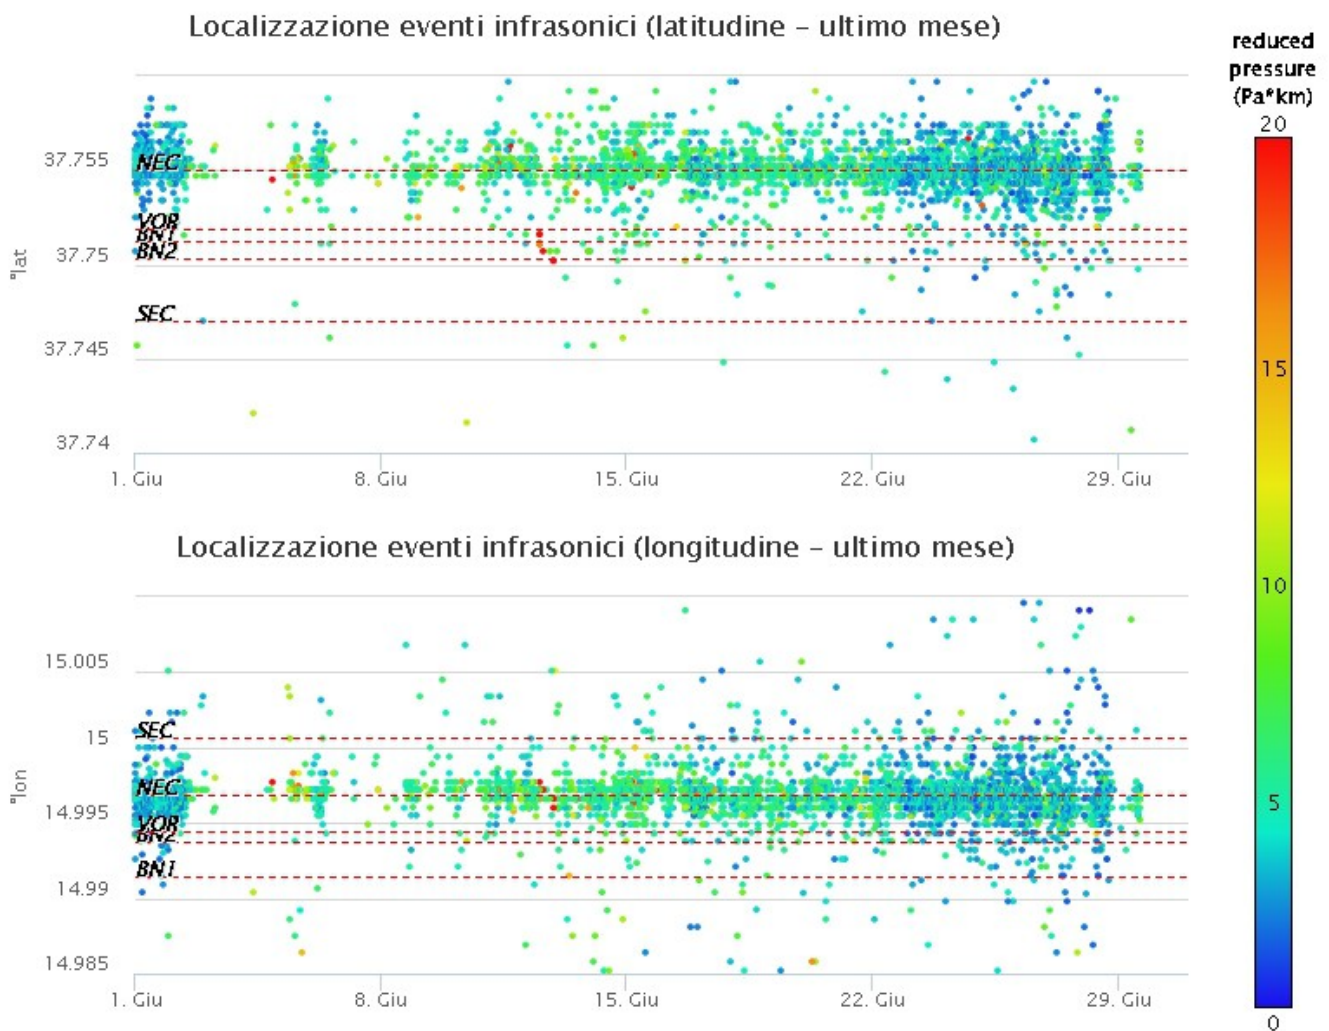 Localizzazione eventi infrasonici (latitudine – ultimo mese)
reduced
pressure
(Pa*km)
20
15
10
5
0
°lat
37.755
37.75
37.745
37.74
NEC
VOR
BN1
BN2
SEC
1. Giu
8. Giu
15. Giu
22. Giu
29. Giu
Localizzazione eventi infrasonici (longitudine – ultimo mese)
°lon
15.005
15
14.995
14.99
14.985
SEC
NEC
VOR
BN2
BN1
1. Giu
8. Giu
15. Giu
22. Giu
29. Giu